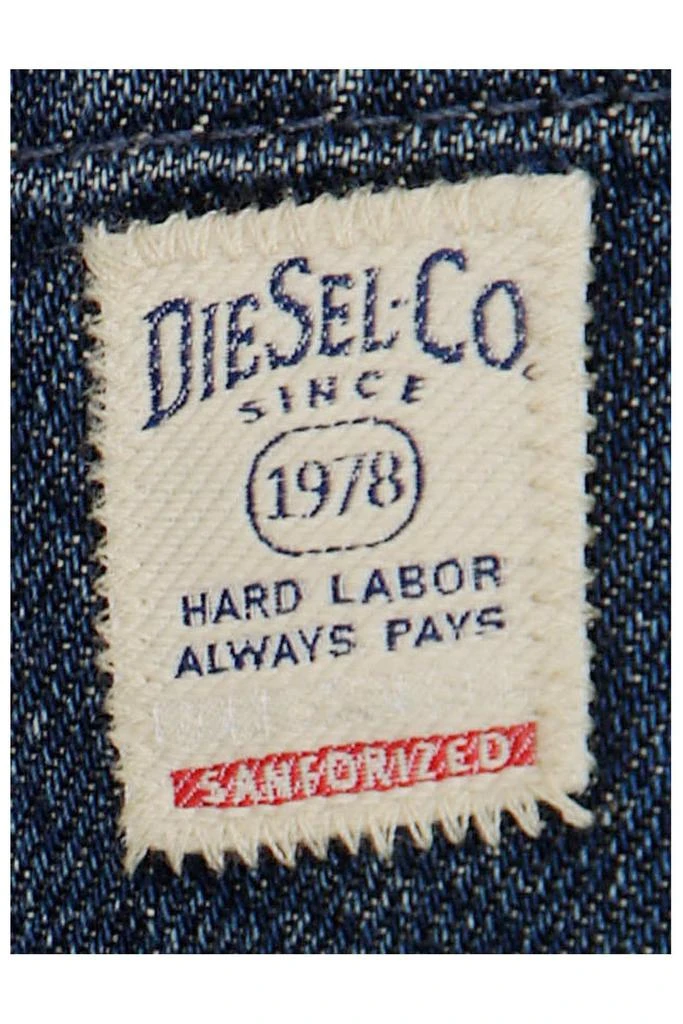 DIESEL-CO.
SINCE
1978
HARD LABOR
ALWAYS PAYS
SANFORIZED